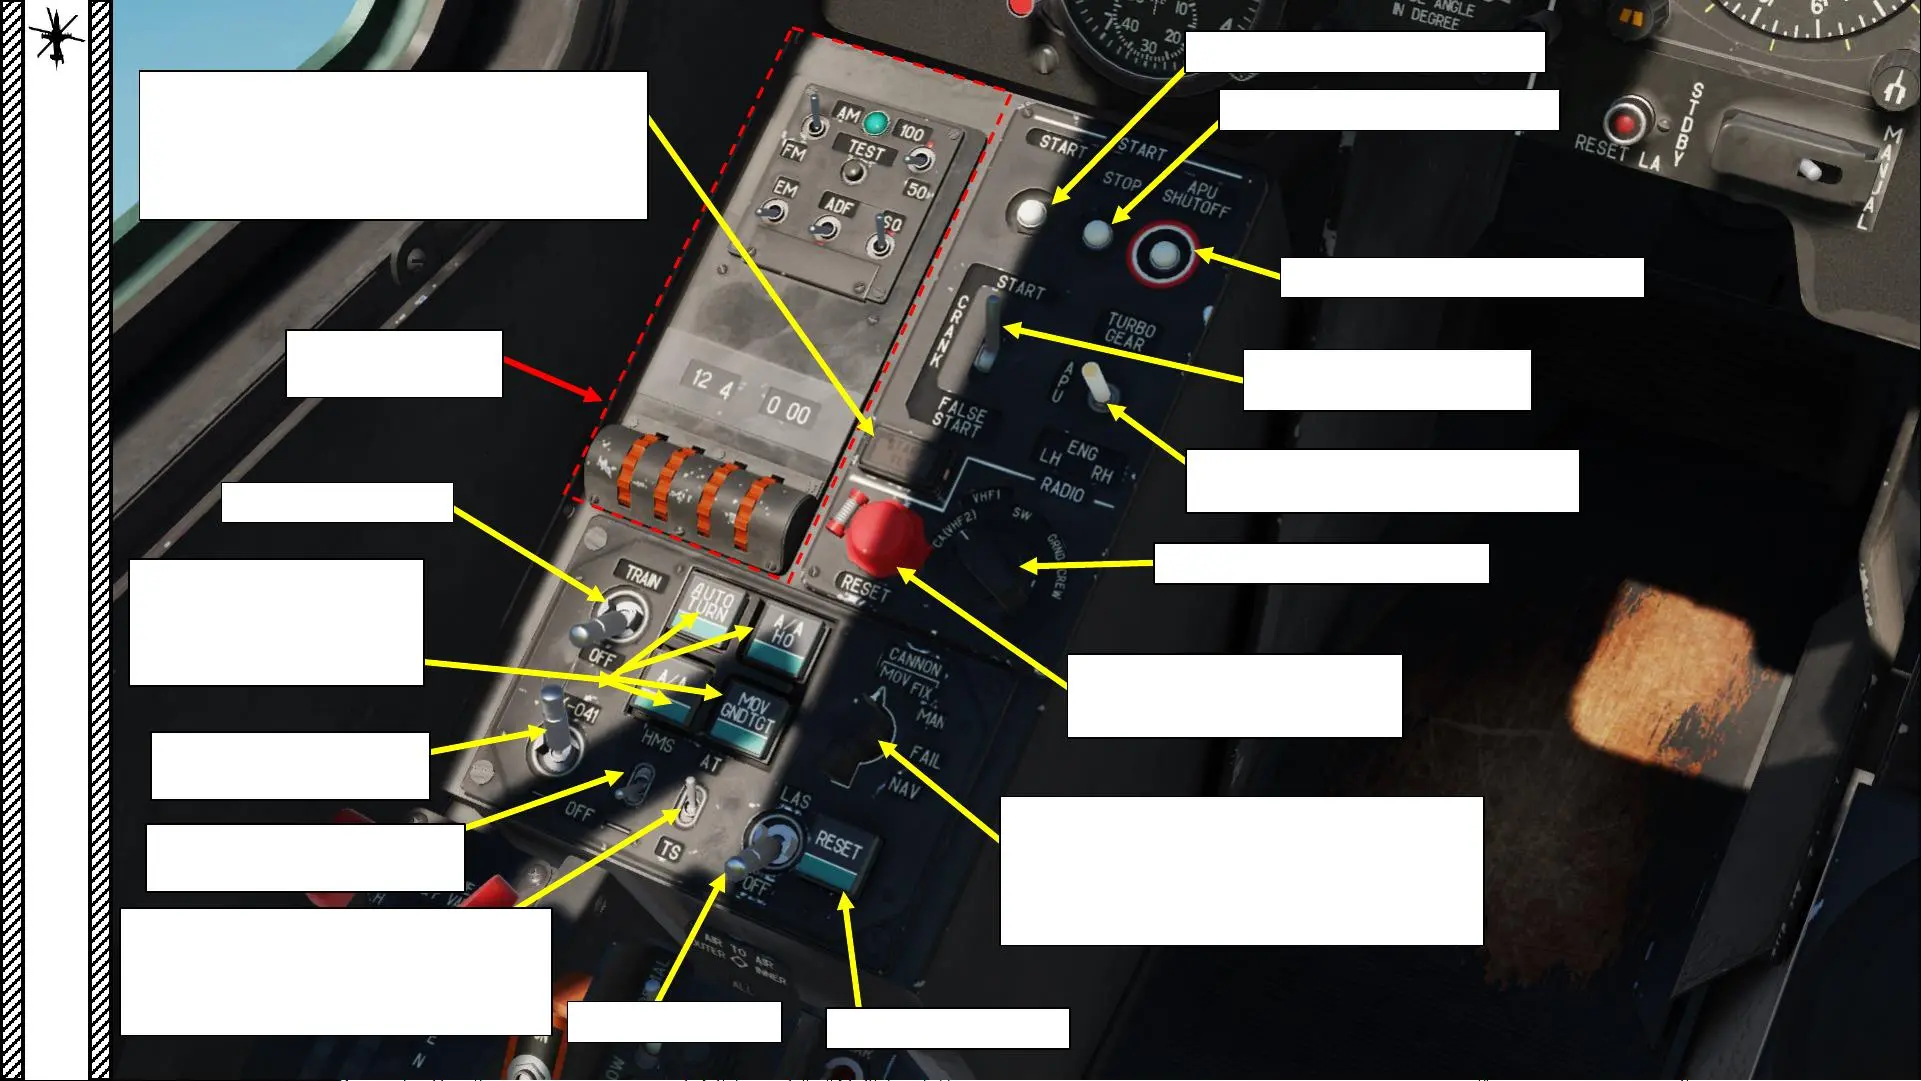 AM
100
TEST
FM
50
EM
ADF
SQ
START
START
STOP
APU
SHUTOFF
START
CRANK
FALSE
START
TURBO
GEAR
APU
ENG
LH
RH
RADIO
VHF1
SW
CA(VHF2)
GRND CREW
12 4
0 00
RESET
TRAIN
OFF
AUTO
TURN
A/A
HO
A/A
MOV
GNDTGT
K-041
HMS
OFF
AT
TS
LAS
OFF
RESET
CANNON
MOV FIX
MAN
FAIL
NAV
AIR TO AIR
OUTER
INNER
ALL
ANGLE
IN DEGREE
40
30
20
10
6
RESET LA
STDBY
MANUAL